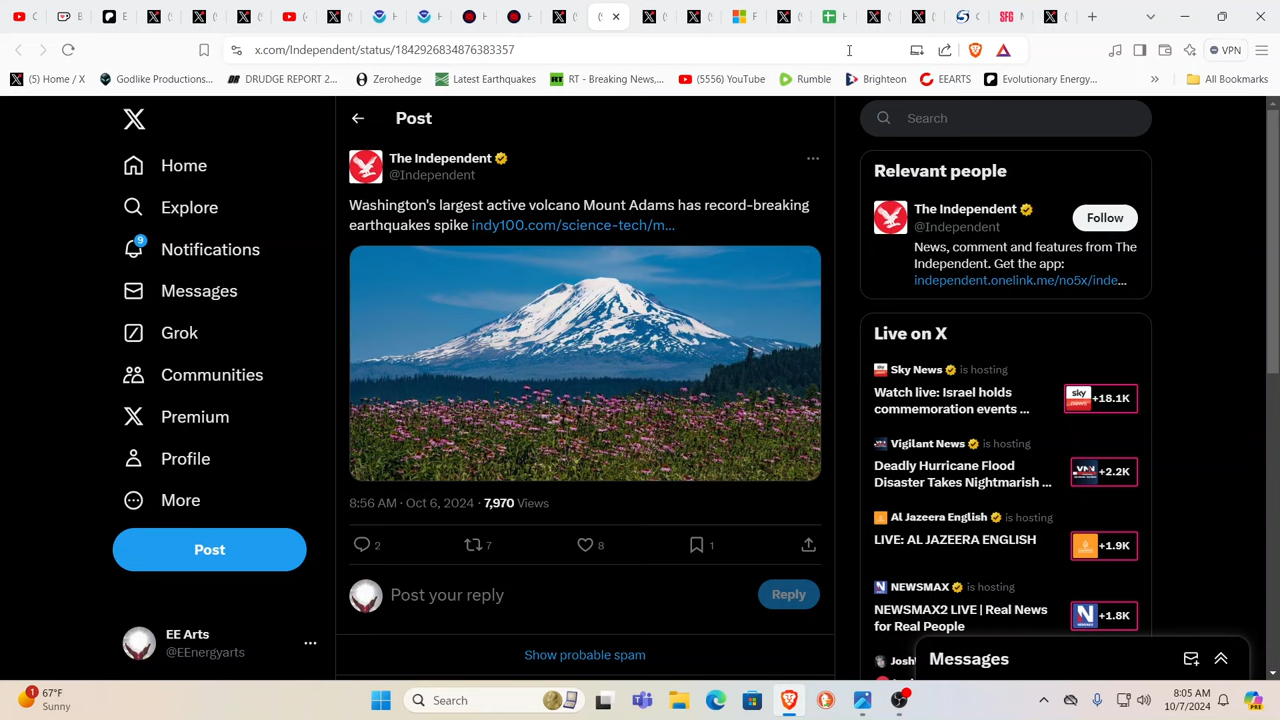 x.com/Independent/status/1842926834876383357
VPN
(5) Home / X
Godlike Productions...
DRUDGE REPORT 2...
Zerohedge
Latest Earthquakes
RT - Breaking News,...
(5556) YouTube
Rumble
Brighteon
EEARTS
Evolutionary Energy...
All Bookmarks
Home
Explore
9
Notifications
Messages
Grok
Communities
Premium
Profile
More
Post
EE Arts
@EEnergyarts
Post
The Independent
@Independent
Washington's largest active volcano Mount Adams has record-breaking
earthquakes spike indy100.com/science-tech/m...
8:56 AM · Oct 6, 2024 · 7,970 Views
2
7
8
1
Post your reply
Reply
Show probable spam
Search
Relevant people
The Independent
@Independent
Follow
News, comment and features from The
Independent. Get the app:
independent.onelink.me/no5x/inde...
Live on X
Sky News is hosting
Watch live: Israel holds
commemoration events ...
+18.1K
Vigilant News is hosting
Deadly Hurricane Flood
Disaster Takes Nightmarish ...
+2.2K
Al Jazeera English is hosting
LIVE: AL JAZEERA ENGLISH
+1.9K
NEWSMAX is hosting
NEWSMAX2 LIVE | Real News
for Real People
+1.8K
Messages
1
67°F
Sunny
Search
8:05 AM
10/7/2024